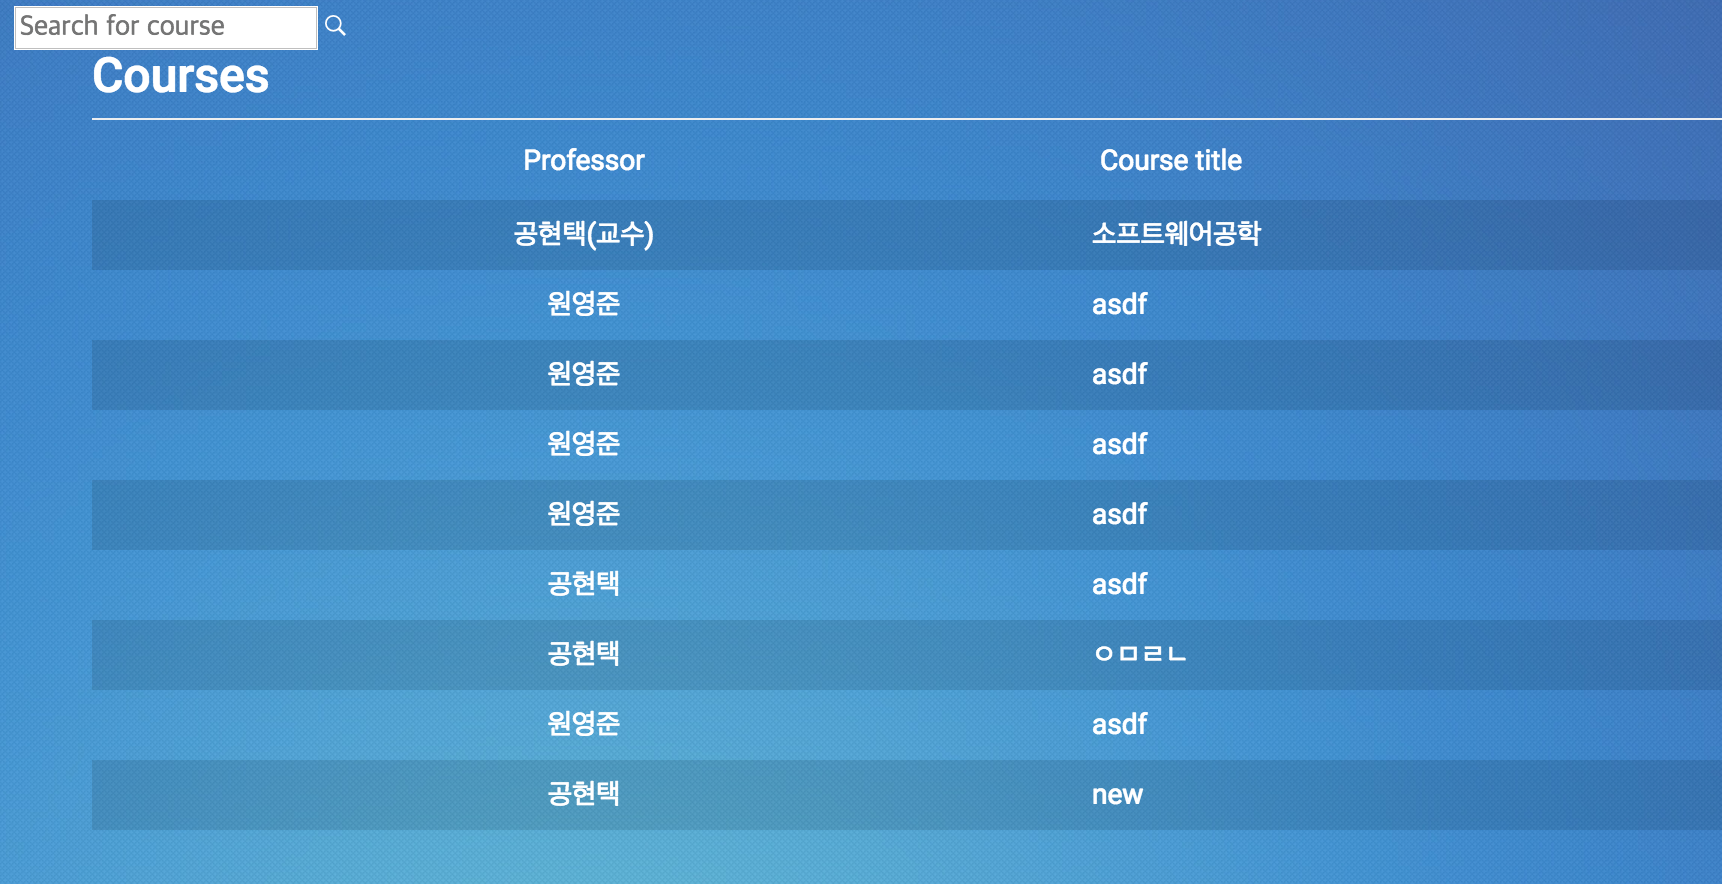 Search for course
Courses
Professor Course title
공현택(교수) 소프트웨어공학
원영준 asdf
원영준 asdf
원영준 asdf
원영준 asdf
공현택 asdf
공현택 ㅇㅁㄹㄴ
원영준 asdf
공현택 new